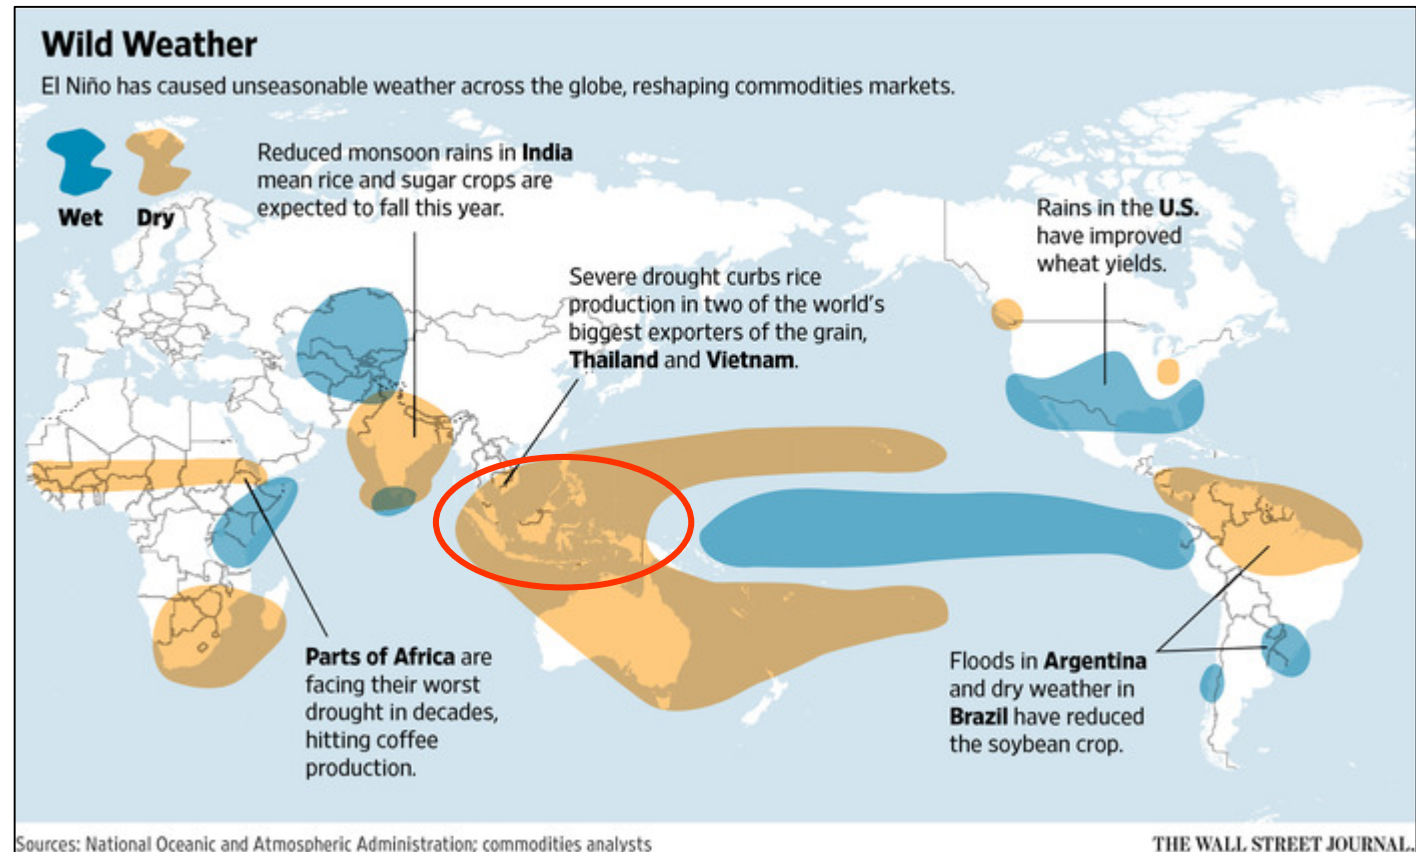 Wild Weather
El Niño has caused unseasonable weather across the globe, reshaping commodities markets.
Wet
Dry
Reduced monsoon rains in India
mean rice and sugar crops are
expected to fall this year.
Severe drought curbs rice
production in two of the world's
biggest exporters of the grain,
Thailand and Vietnam.
Rains in the U.S.
have improved
wheat yields.
Parts of Africa are
facing their worst
drought in decades,
hitting coffee
production.
Floods in Argentina
and dry weather in
Brazil have reduced
the soybean crop.
Sources: National Oceanic and Atmospheric Administration; commodities analysts
THE WALL STREET JOURNAL.